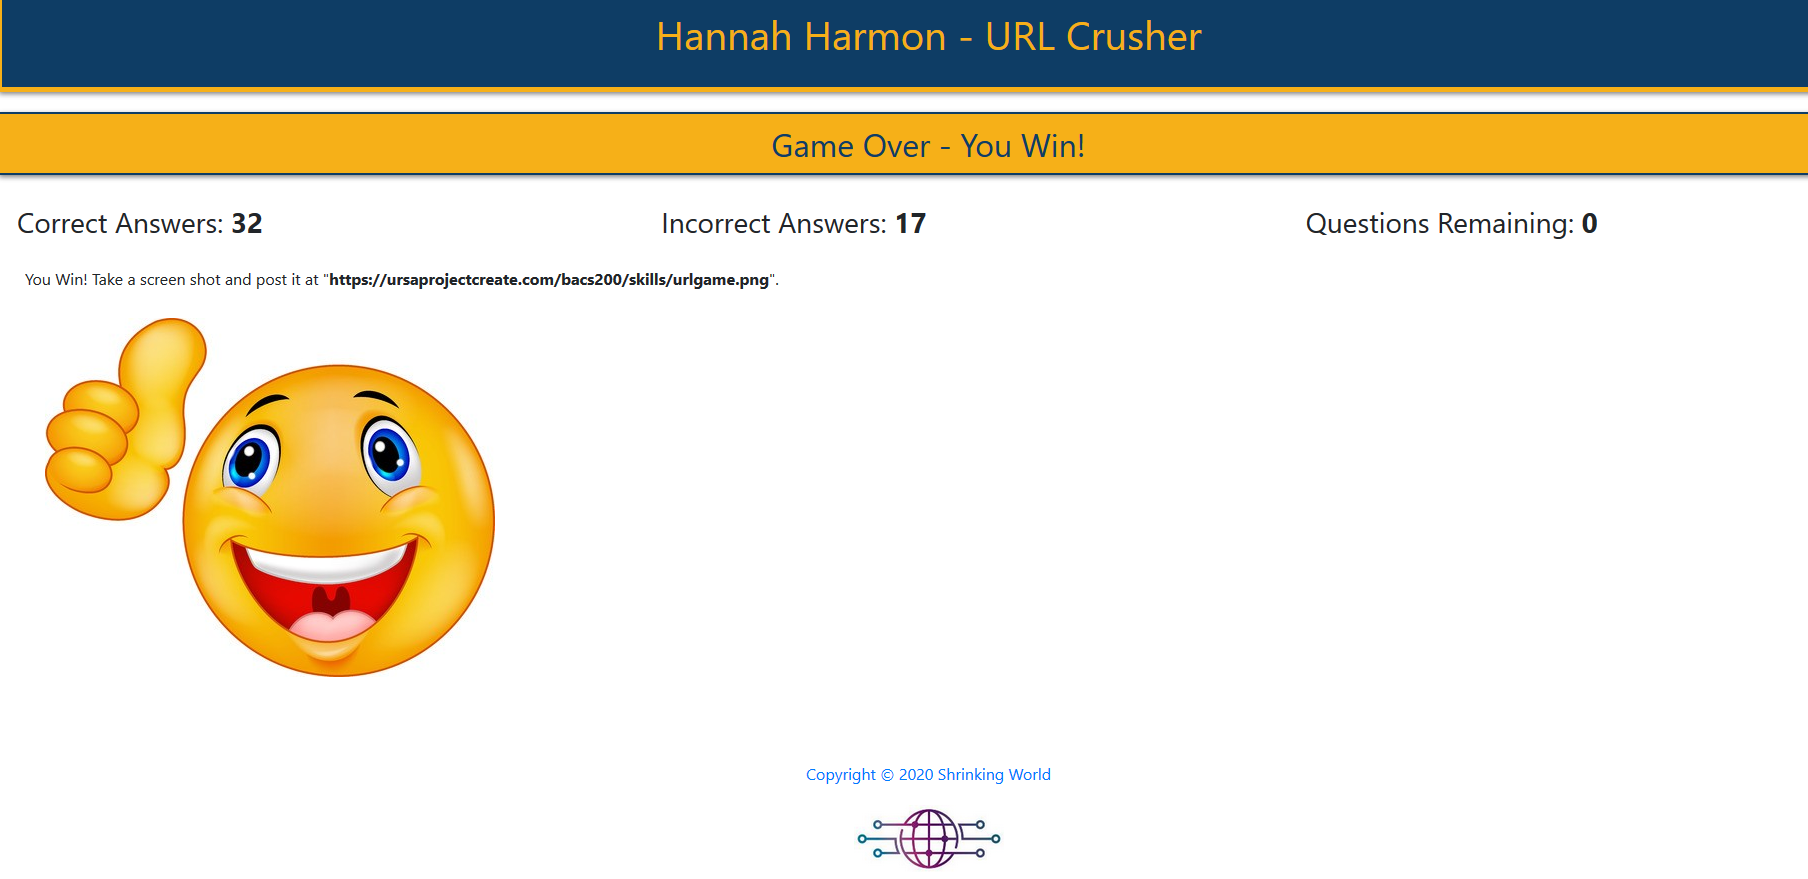 Hannah Harmon - URL Crusher
Game Over - You Win!
Correct Answers: 32
Incorrect Answers: 17
Questions Remaining: 0
You Win! Take a screen shot and post it at "https://ursaprojectcreate.com/bacs200/skills/urlgame.png".
Copyright © 2020 Shrinking World